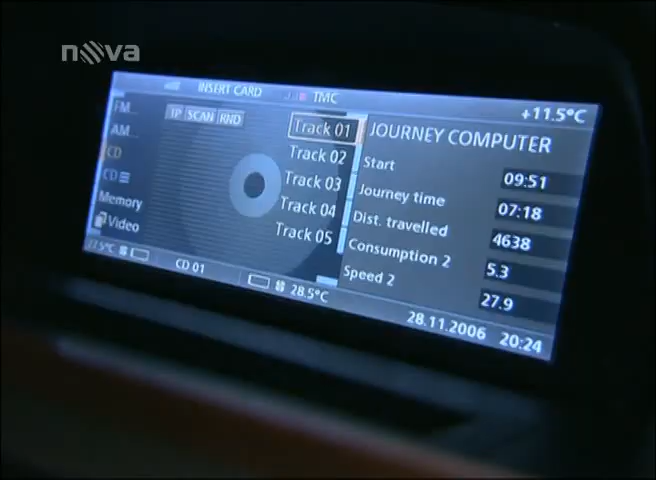 nova
INSERT CARD TMC +11.5°C
FM
AM
CD
CD
Memory
Video
TP SCAN RND
Track 01
Track 02
Track 03
Track 04
Track 05
JOURNEY COMPUTER
Start 09:51
Journey time 07:18
Dist. travelled 4638
Consumption 2 5.3
Speed 2 27.9
CD 01
28.5°C
28.11.2006 20:24